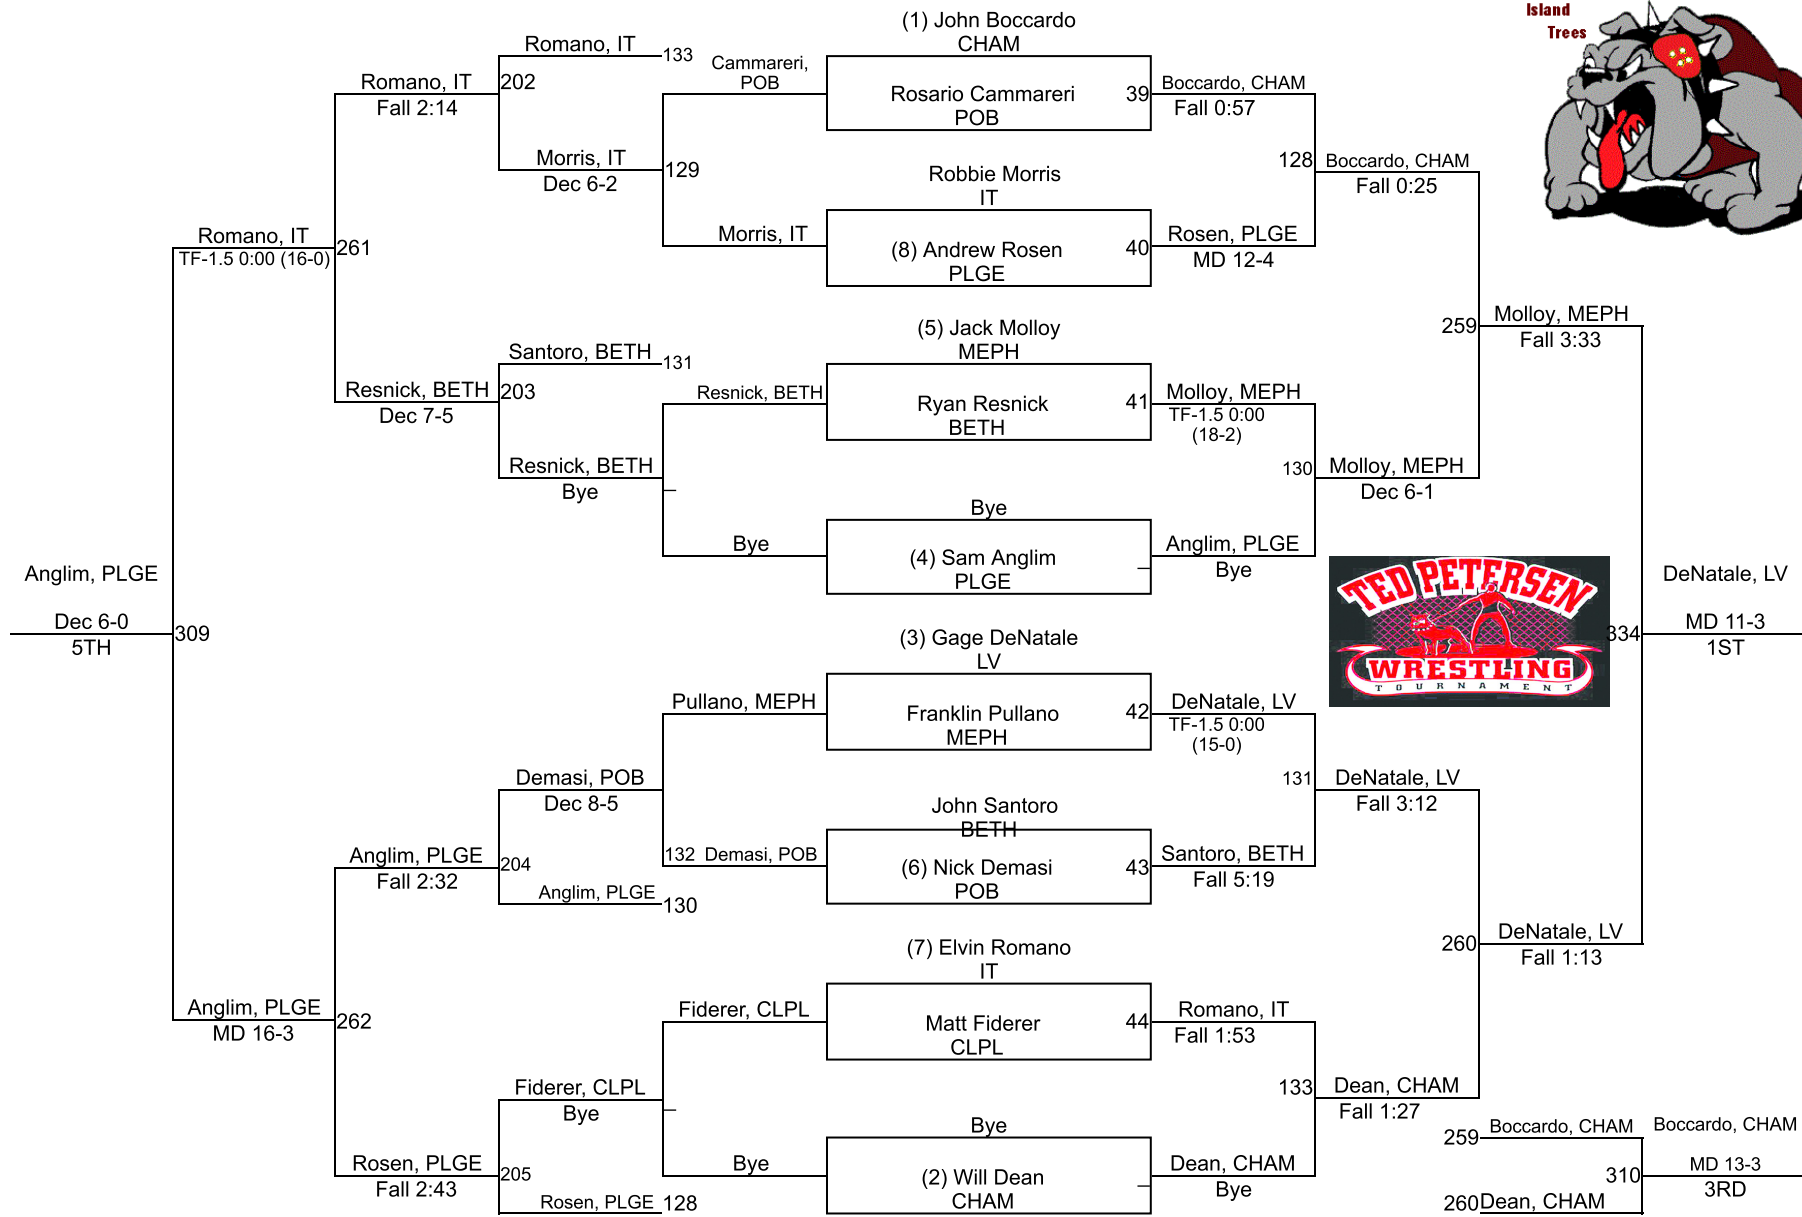 Island
Trees
(1) John Boccardo
CHAM
Romano, IT
133
Cammareri,
POB
Romano, IT
202
Fall 2:14
Rosario Cammareri
POB
39
Boccardo, CHAM
Fall 0:57
Morris, IT
129
Dec 6-2
Robbie Morris
IT
128
Boccardo, CHAM
Fall 0:25
Romano, IT
TF-1.5 0:00 (16-0)
261
Morris, IT
(8) Andrew Rosen
PLGE
40
Rosen, PLGE
MD 12-4
(5) Jack Molloy
MEPH
259
Molloy, MEPH
Fall 3:33
Santoro, BETH
131
Resnick, BETH
203
Dec 7-5
Resnick, BETH
Ryan Resnick
BETH
41
Molloy, MEPH
TF-1.5 0:00
(18-2)
Resnick, BETH
Bye
130
Molloy, MEPH
Dec 6-1
Bye
Bye
(4) Sam Anglim
PLGE
Anglim, PLGE
Bye
Anglim, PLGE
Dec 6-0
5TH
309
TED PETERSEN
WRESTLING
TOURNAMENT
334
DeNatale, LV
MD 11-3
1ST
(3) Gage DeNatale
LV
Pullano, MEPH
Franklin Pullano
MEPH
42
DeNatale, LV
TF-1.5 0:00
(15-0)
Demasi, POB
Dec 8-5
131
DeNatale, LV
Fall 3:12
John Santoro
BETH
Anglim, PLGE
204
Fall 2:32
132
Demasi, POB
(6) Nick Demasi
POB
43
Santoro, BETH
Fall 5:19
Anglim, PLGE
130
(7) Elvin Romano
IT
260
DeNatale, LV
Fall 1:13
Anglim, PLGE
MD 16-3
262
Fiderer, CLPL
Matt Fiderer
CLPL
44
Romano, IT
Fall 1:53
Fiderer, CLPL
Bye
133
Dean, CHAM
Fall 1:27
Bye
259
Boccardo, CHAM
Boccardo, CHAM
Rosen, PLGE
205
Fall 2:43
Bye
(2) Will Dean
CHAM
Dean, CHAM
Bye
310
MD 13-3
3RD
Rosen, PLGE
128
260
Dean, CHAM